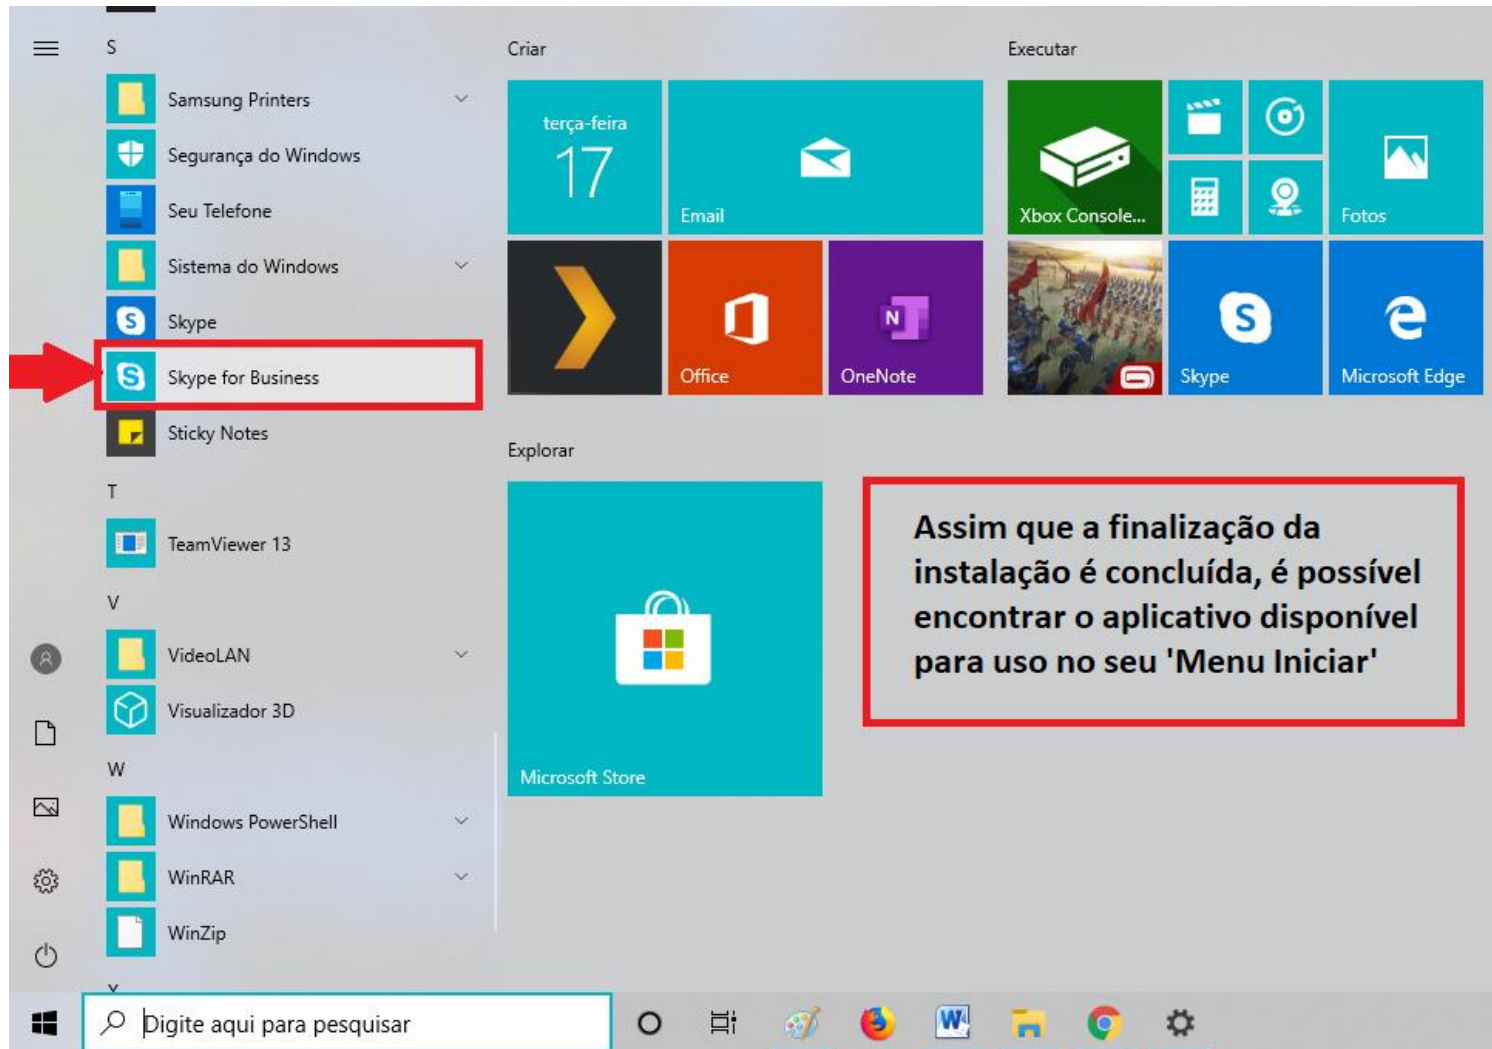 S
Samsung Printers
Segurança do Windows
Seu Telefone
Sistema do Windows
Skype
Skype for Business
Sticky Notes
T
TeamViewer 13
V
VideoLAN
Visualizador 3D
W
Windows PowerShell
WinRAR
WinZip
Digite aqui para pesquisar
Criar
terça-feira
17
Email
Office
OneNote
Explorar
Microsoft Store
Executar
Xbox Console...
Fotos
Skype
Microsoft Edge
Assim que a finalização da
instalação é concluída, é possível
encontrar o aplicativo disponível
para uso no seu 'Menu Iniciar'